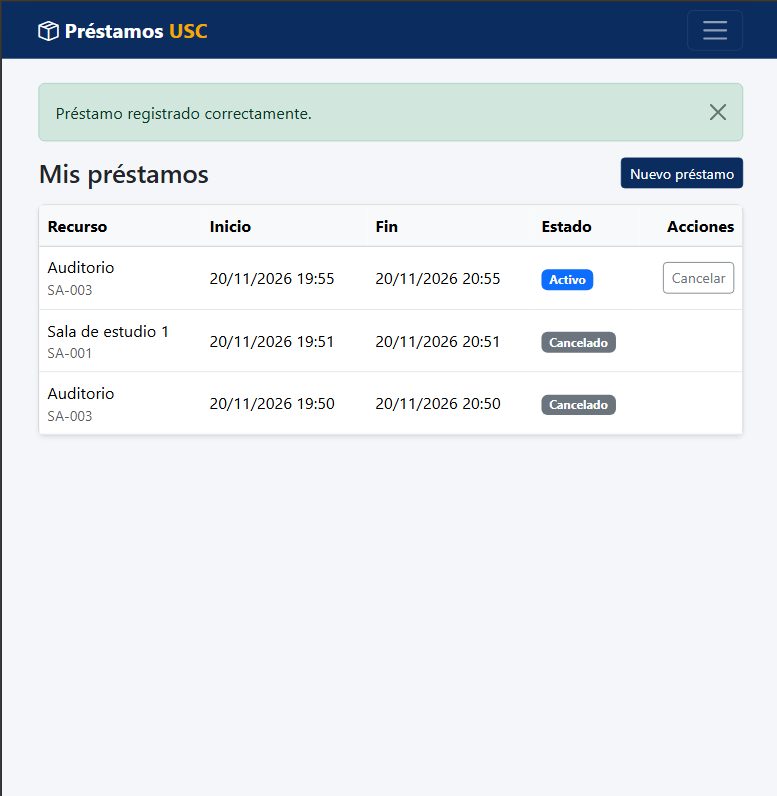 Préstamos USC
Préstamo registrado correctamente.
Mis préstamos
Nuevo préstamo
Recurso Inicio Fin Estado Acciones
Auditorio
SA-003
20/11/2026 19:55 20/11/2026 20:55 Activo Cancelar
Sala de estudio 1
SA-001
20/11/2026 19:51 20/11/2026 20:51 Cancelado
Auditorio
SA-003
20/11/2026 19:50 20/11/2026 20:50 Cancelado